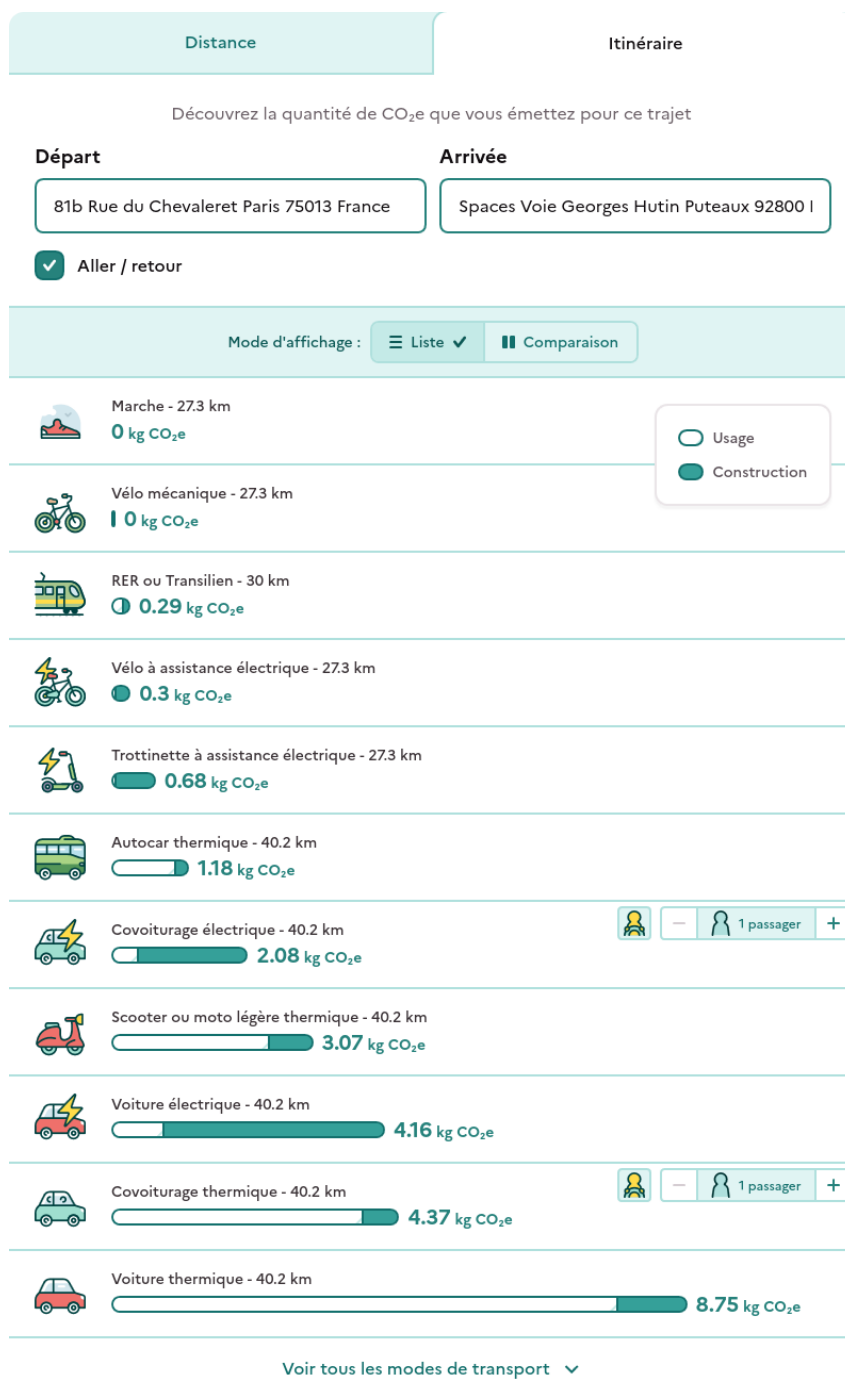 Distance
Itinéraire
Découvrez la quantité de CO₂e que vous émettez pour ce trajet
Départ
Arrivée
81b Rue du Chevaleret Paris 75013 France
Spaces Voie Georges Hutin Puteaux 92800
Aller / retour
Mode d'affichage :
Liste
Comparaison
Marche - 27.3 km
0 kg CO₂e
Usage
Construction
Vélo mécanique - 27.3 km
0 kg CO₂e
RER ou Transilien - 30 km
0.29 kg CO₂e
Vélo à assistance électrique - 27.3 km
0.3 kg CO₂e
Trottinette à assistance électrique - 27.3 km
0.68 kg CO₂e
Autocar thermique - 40.2 km
1.18 kg CO₂e
Covoiturage électrique - 40.2 km
− 1 passager +
2.08 kg CO₂e
Scooter ou moto légère thermique - 40.2 km
3.07 kg CO₂e
Voiture électrique - 40.2 km
4.16 kg CO₂e
Covoiturage thermique - 40.2 km
− 1 passager +
4.37 kg CO₂e
Voiture thermique - 40.2 km
8.75 kg CO₂e
Voir tous les modes de transport